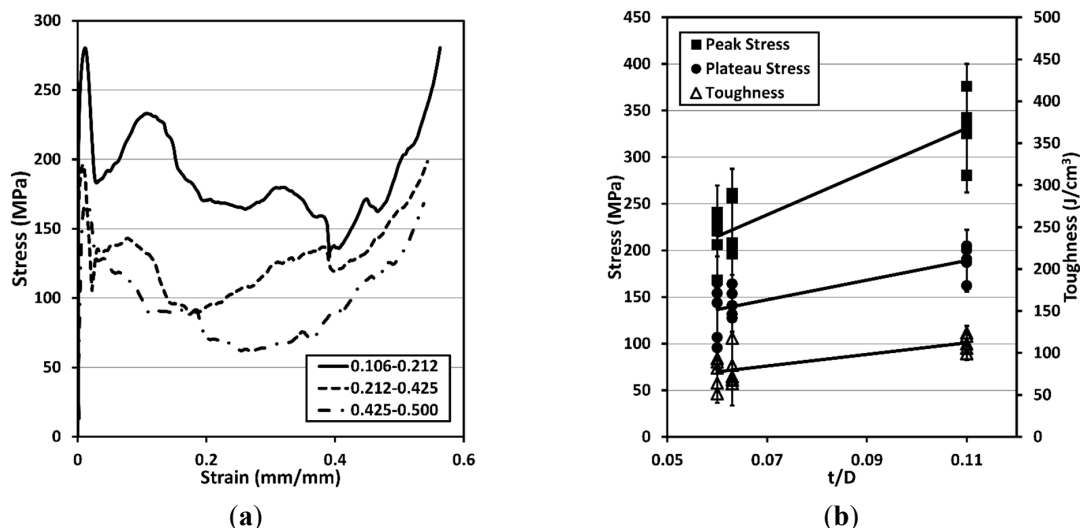 300
250
200
150
100
50
0
Stress (MPa)
0.106-0.212
0.212-0.425
0.425-0.500
0 0.2 0.4 0.6
Strain (mm/mm)
(a)
450
400
350
300
250
200
150
100
50
0
Stress (MPa)
Peak Stress
Plateau Stress
Toughness
500
450
400
350
300
250
200
150
100
50
0
Toughness (J/cm³)
0.05 0.07 0.09 0.11
t/D
(b)